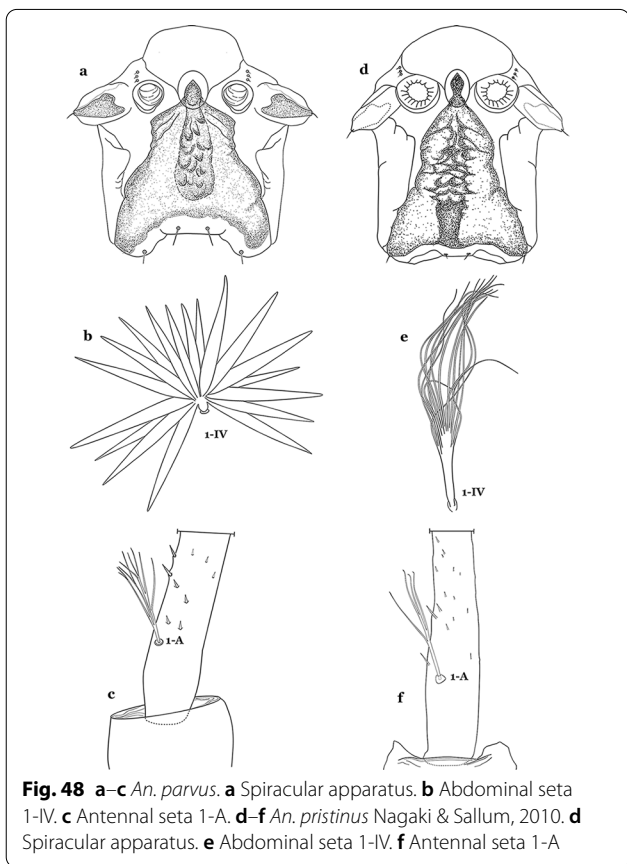 a
d
b
1-IV
e
1-IV
1-A
c
1-A
f
Fig. 48 a–c An. parvus. a Spiracular apparatus. b Abdominal seta
1-IV. c Antennal seta 1-A. d–f An. pristinus Nagaki & Sallum, 2010. d
Spiracular apparatus. e Abdominal seta 1-IV. f Antennal seta 1-A